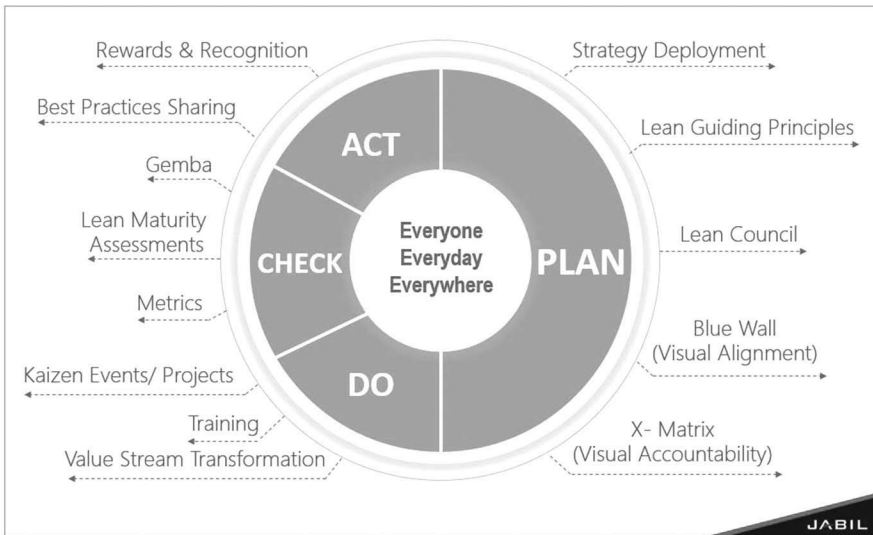 Rewards & Recognition
Best Practices Sharing
Gemba
Lean Maturity
Assessments
Metrics
Kaizen Events/ Projects
Training
Value Stream Transformation
ACT
CHECK
DO
Everyone
Everyday
Everywhere
PLAN
Strategy Deployment
Lean Guiding Principles
Lean Council
Blue Wall
(Visual Alignment)
X- Matrix
(Visual Accountability)
JABIL